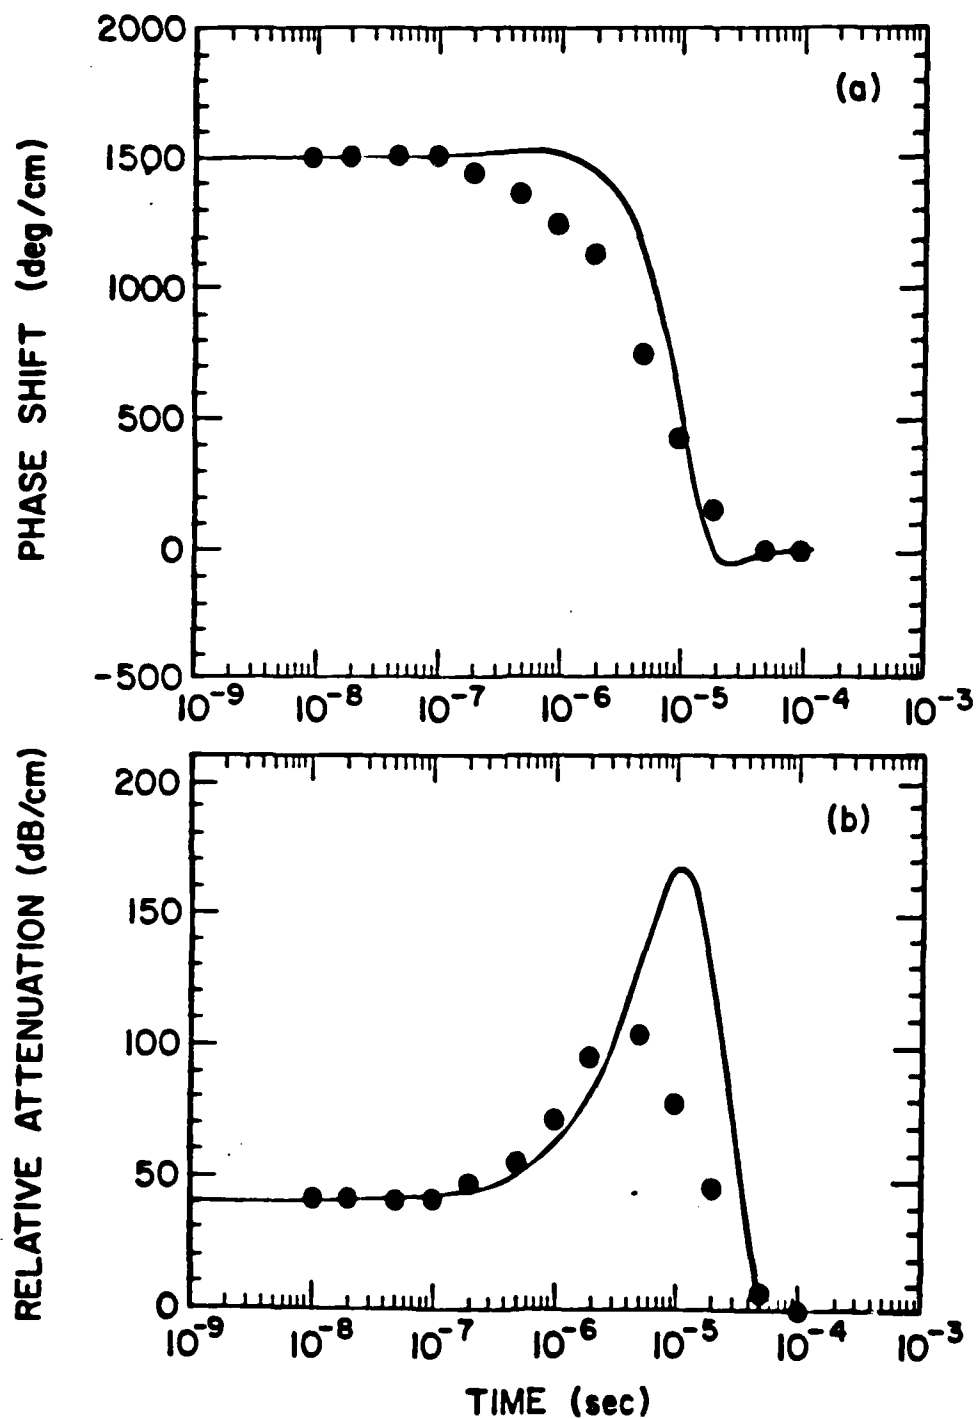 2000
(a)
1500
1000
500
0
-500
PHASE SHIFT (deg/cm)
10⁻⁹ 10⁻⁸ 10⁻⁷ 10⁻⁶ 10⁻⁵ 10⁻⁴ 10⁻³
200
(b)
150
100
50
0
RELATIVE ATTENUATION (dB/cm)
10⁻⁹ 10⁻⁸ 10⁻⁷ 10⁻⁶ 10⁻⁵ 10⁻⁴ 10⁻³
TIME (sec)